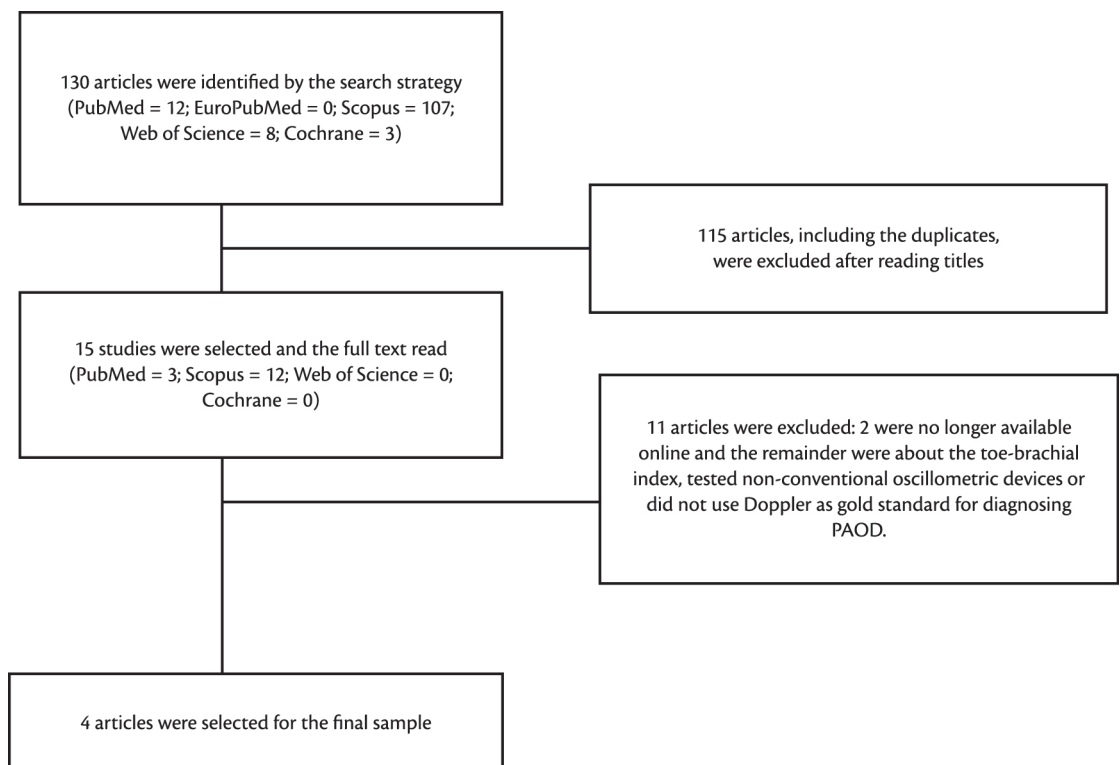 130 articles were identified by the search strategy
(PubMed = 12; EuroPubMed = 0; Scopus = 107;
Web of Science = 8; Cochrane = 3)
115 articles, including the duplicates,
were excluded after reading titles
15 studies were selected and the full text read
(PubMed = 3; Scopus = 12; Web of Science = 0;
Cochrane = 0)
11 articles were excluded: 2 were no longer available
online and the remainder were about the toe-brachial
index, tested non-conventional oscillometric devices or
did not use Doppler as gold standard for diagnosing
PAOD.
4 articles were selected for the final sample